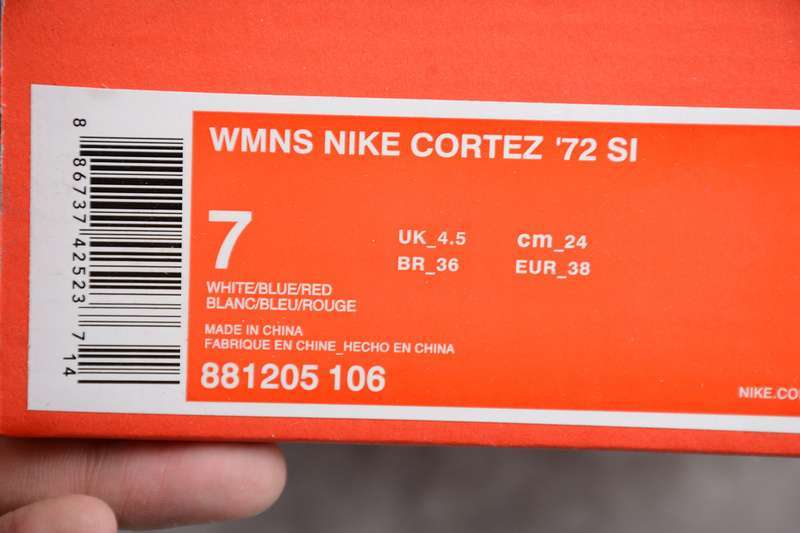 WMNS NIKE CORTEZ '72 SI
7
UK_4.5 cm_24
BR_36 EUR_38
WHITE/BLUE/RED
BLANC/BLEU/ROUGE
MADE IN CHINA
FABRIQUE EN CHINE_HECHO EN CHINA
881205 106
NIKE.CO
8 86737 42523 7 14